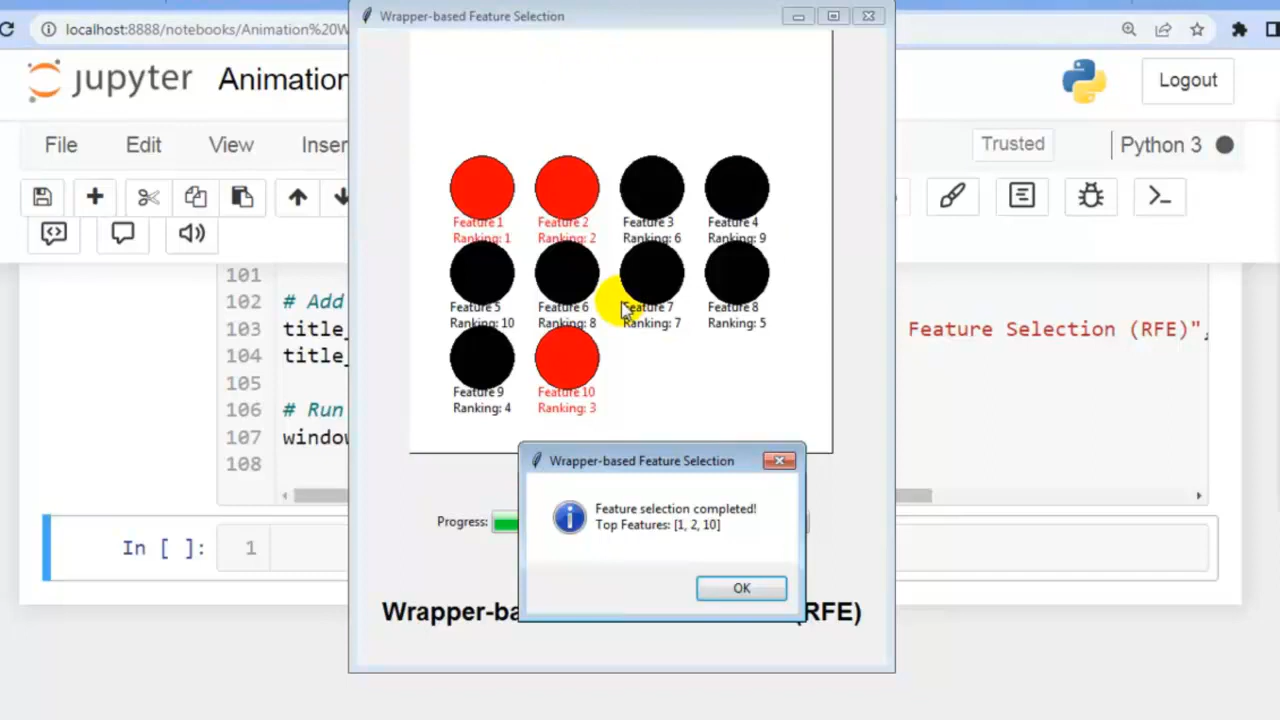 Wrapper-based Feature Selection
localhost:8888/notebooks/Animation%20W
jupyter Animation
Logout
File Edit View Inser
Trusted Python 3
Feature 1 Feature 2 Feature 3 Feature 4
Ranking: 1 Ranking: 2 Ranking: 6 Ranking: 9
Feature 5 Feature 6 Feature 7 Feature 8
Ranking: 10 Ranking: 8 Ranking: 7 Ranking: 5
Feature 9 Feature 10
Ranking: 4 Ranking: 3
101
102 # Add
103 title_ Feature Selection (RFE)",
104 title_
105
106 # Run
107 window
108
Wrapper-based Feature Selection
Feature selection completed!
Top Features: [1, 2, 10]
OK
Progress:
In [ ]: 1
Wrapper-ba (RFE)